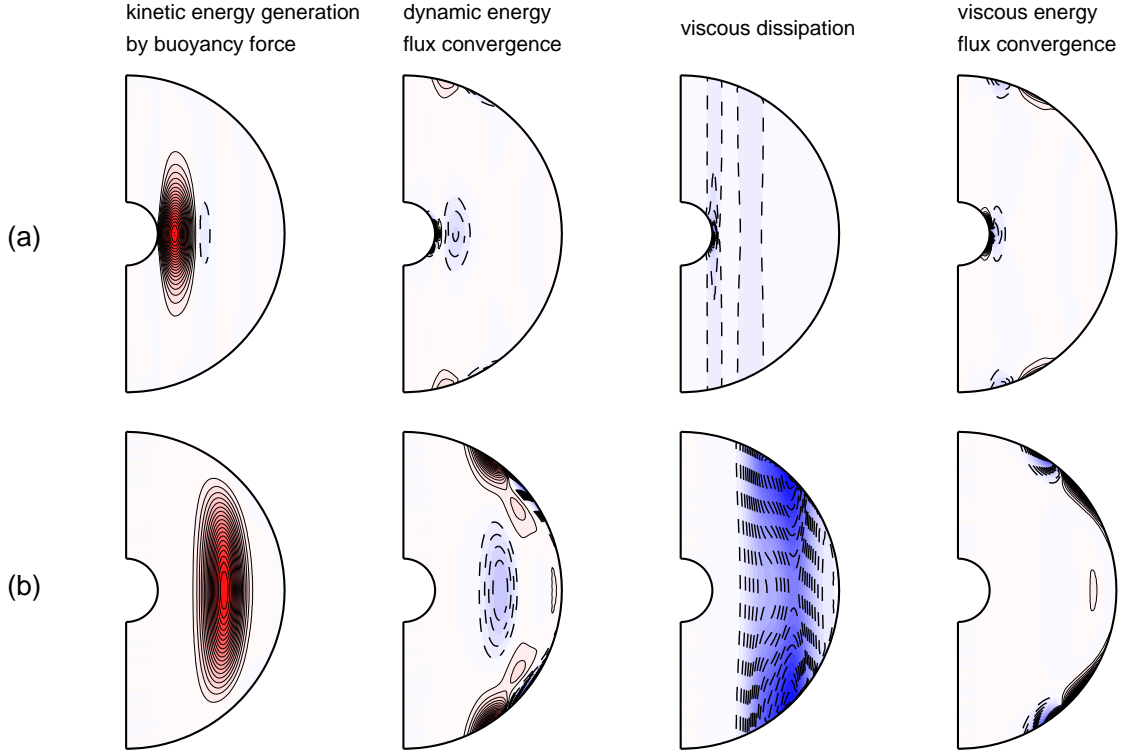 kinetic energy generation
by buoyancy force
dynamic energy
flux convergence
viscous dissipation
viscous energy
flux convergence
(a)
(b)